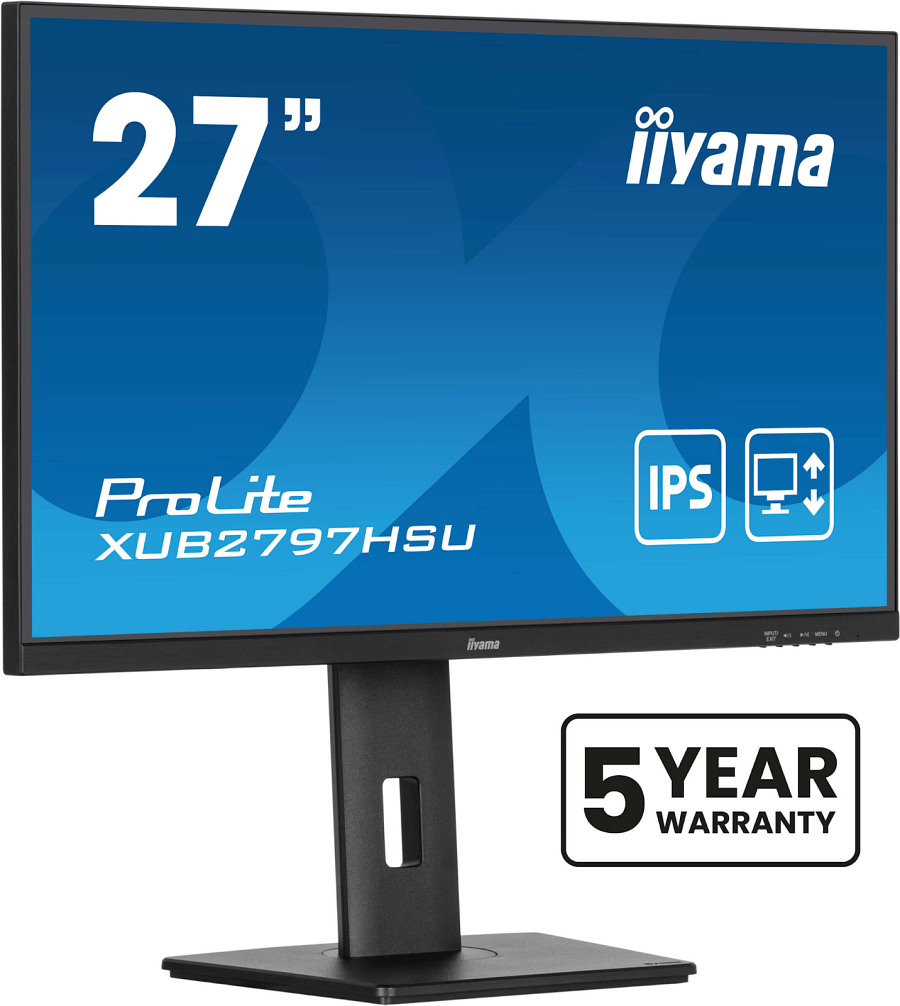 27”
iiyama
IPS
ProLite
XUB2797HSU
iiyama
INPUT/
EXIT
MENU
5 YEAR
WARRANTY